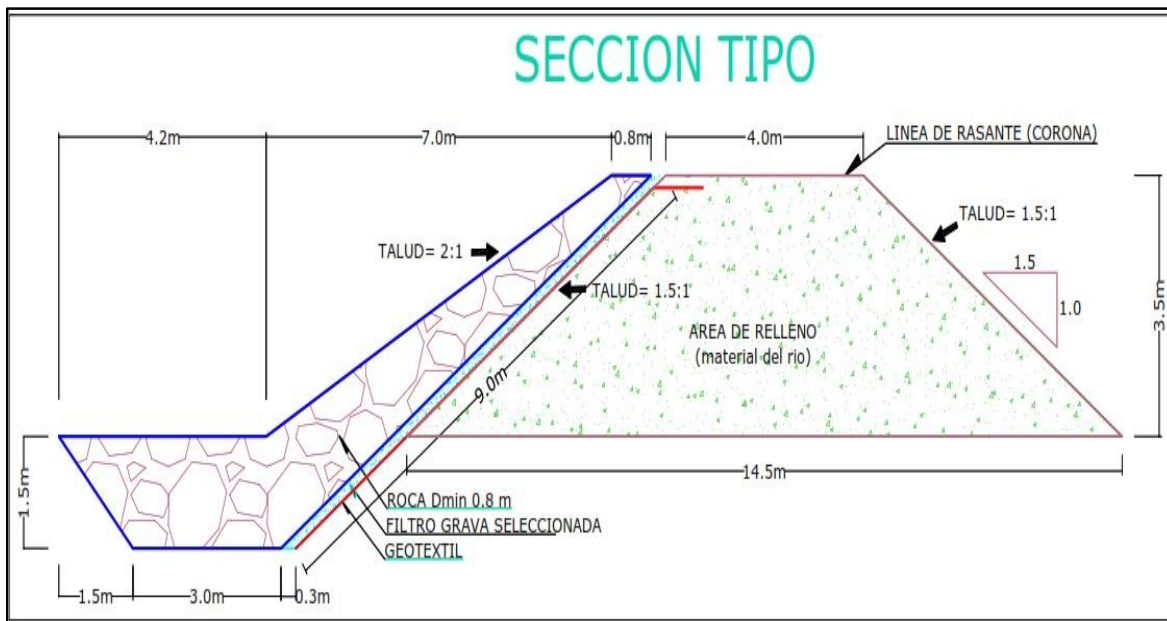 SECCION TIPO
4.2m
7.0m
0.8m
4.0m
LINEA DE RASANTE (CORONA)
TALUD= 2:1
TALUD= 1.5:1
TALUD= 1.5:1
1.5
1.0
3.5m
AREA DE RELLENO
(material del rio)
9.0m
14.5m
1.5m
ROCA Dmin 0.8 m
FILTRO GRAVA SELECCIONADA
GEOTEXTIL
1.5m
3.0m
0.3m